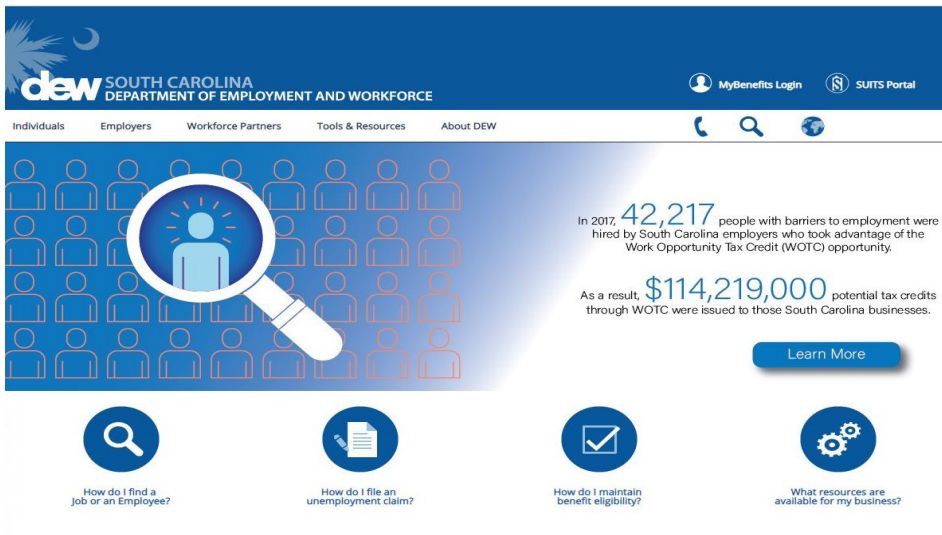 dew SOUTH CAROLINA
DEPARTMENT OF EMPLOYMENT AND WORKFORCE
MyBenefits Login
SUITS Portal
Individuals Employers Workforce Partners Tools & Resources About DEW
In 2017, 42,217 people with barriers to employment were
hired by South Carolina employers who took advantage of the
Work Opportunity Tax Credit (WOTC) opportunity.
As a result, $114,219,000 potential tax credits
through WOTC were issued to those South Carolina businesses.
Learn More
How do I find a
Job or an Employee?
How do I file an
unemployment claim?
How do I maintain
benefit eligibility?
What resources are
available for my business?